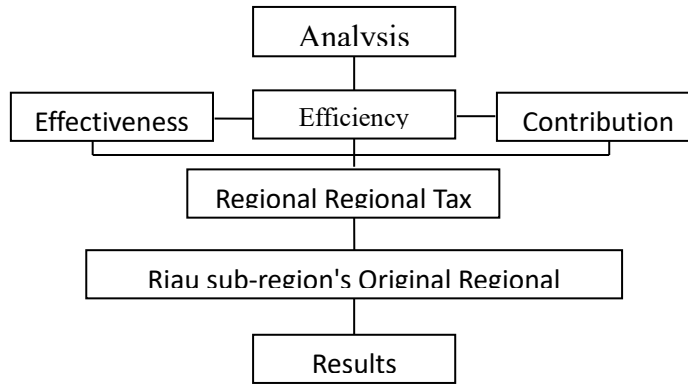 Analysis
Effectiveness
Efficiency
Contribution
Regional Regional Tax
Riau sub-region's Original Regional
Results